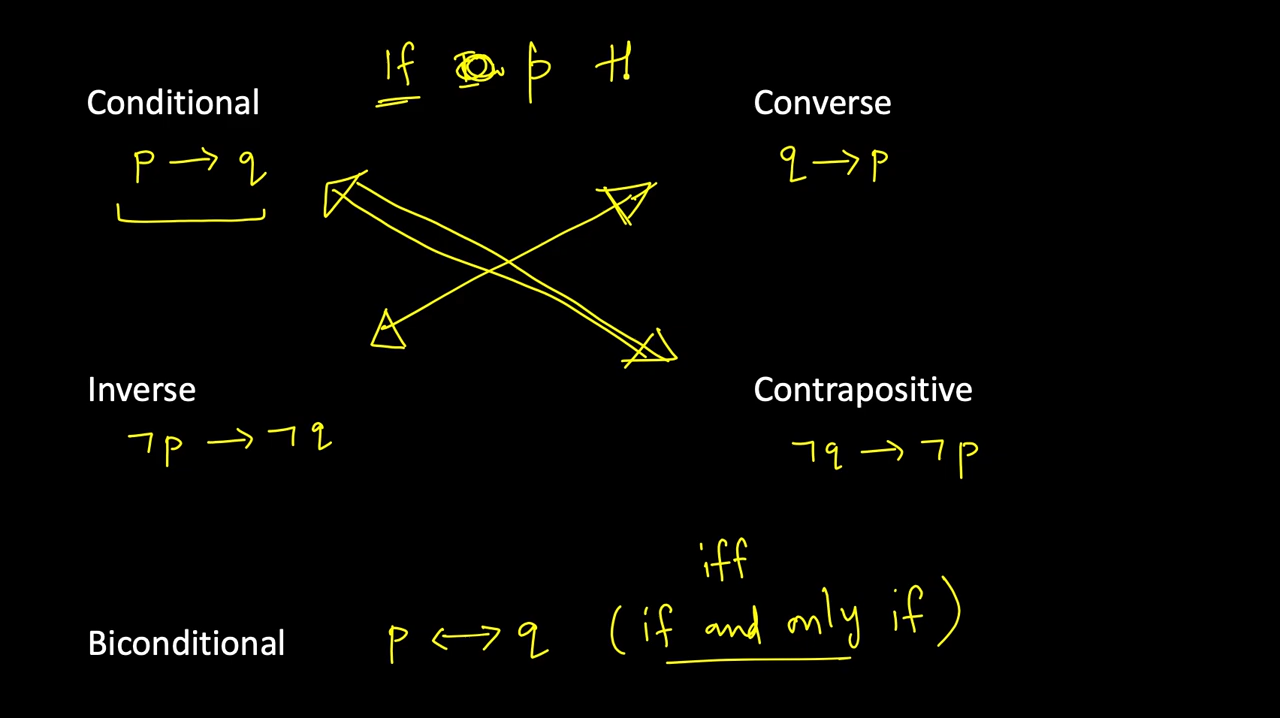 If p
Conditional
p → q
Converse
q → p
Inverse
¬p → ¬q
Contrapositive
¬q → ¬p
iff
Biconditional p ↔ q (if and only if)